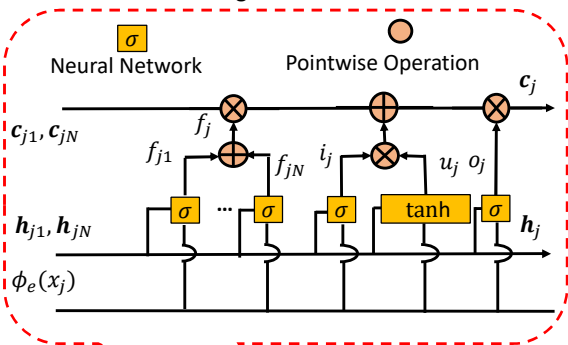 σ
Neural Network Pointwise Operation
c_j
c_{j1}, c_{jN}
f_j
f_{j1} f_{jN} i_j u_j o_j
σ ... σ σ tanh σ
h_{j1}, h_{jN} h_j
ϕ_e(x_j)